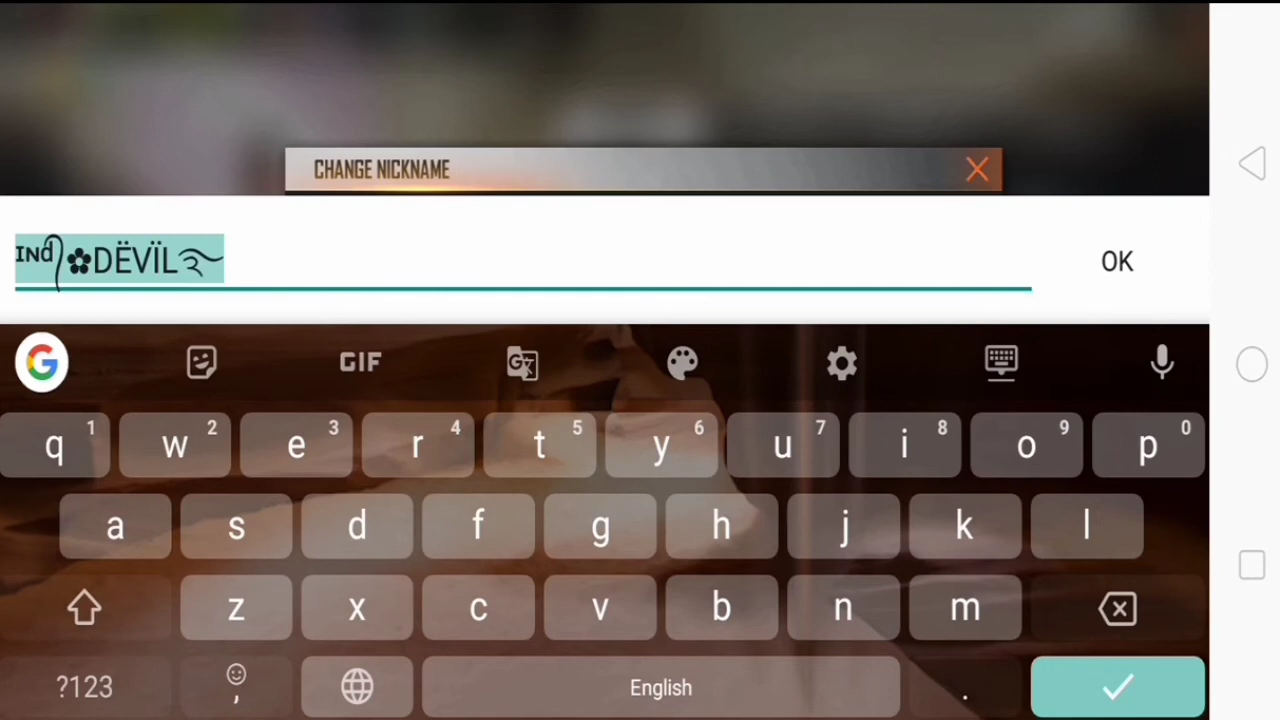 CHANGE NICKNAME
ᴵᴺᵈ᭄✿DËVÏL࿐
OK
G
GIF
q 1 w 2 e 3 r 4 t 5 y 6 u 7 i 8 o 9 p 0
a s d f g h j k l
z x c v b n m
?123 , English .